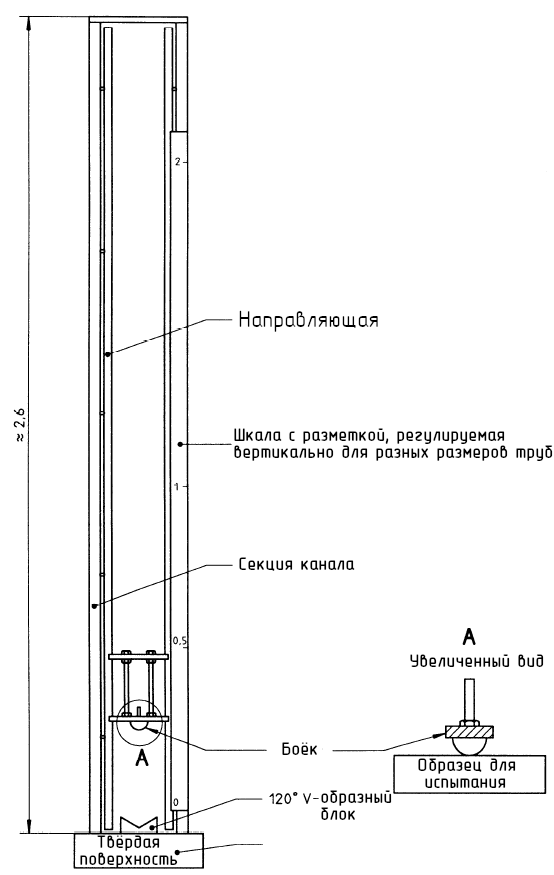 2
Направляющая
≈ 2,6
Шкала с разметкой, регулируемая
вертикально для разных размеров труб
1
Секция канала
0,5
А
Увеличенный вид
Боёк
А
Образец для
испытания
0
120° V-образный
блок
Твёрдая
поверхность